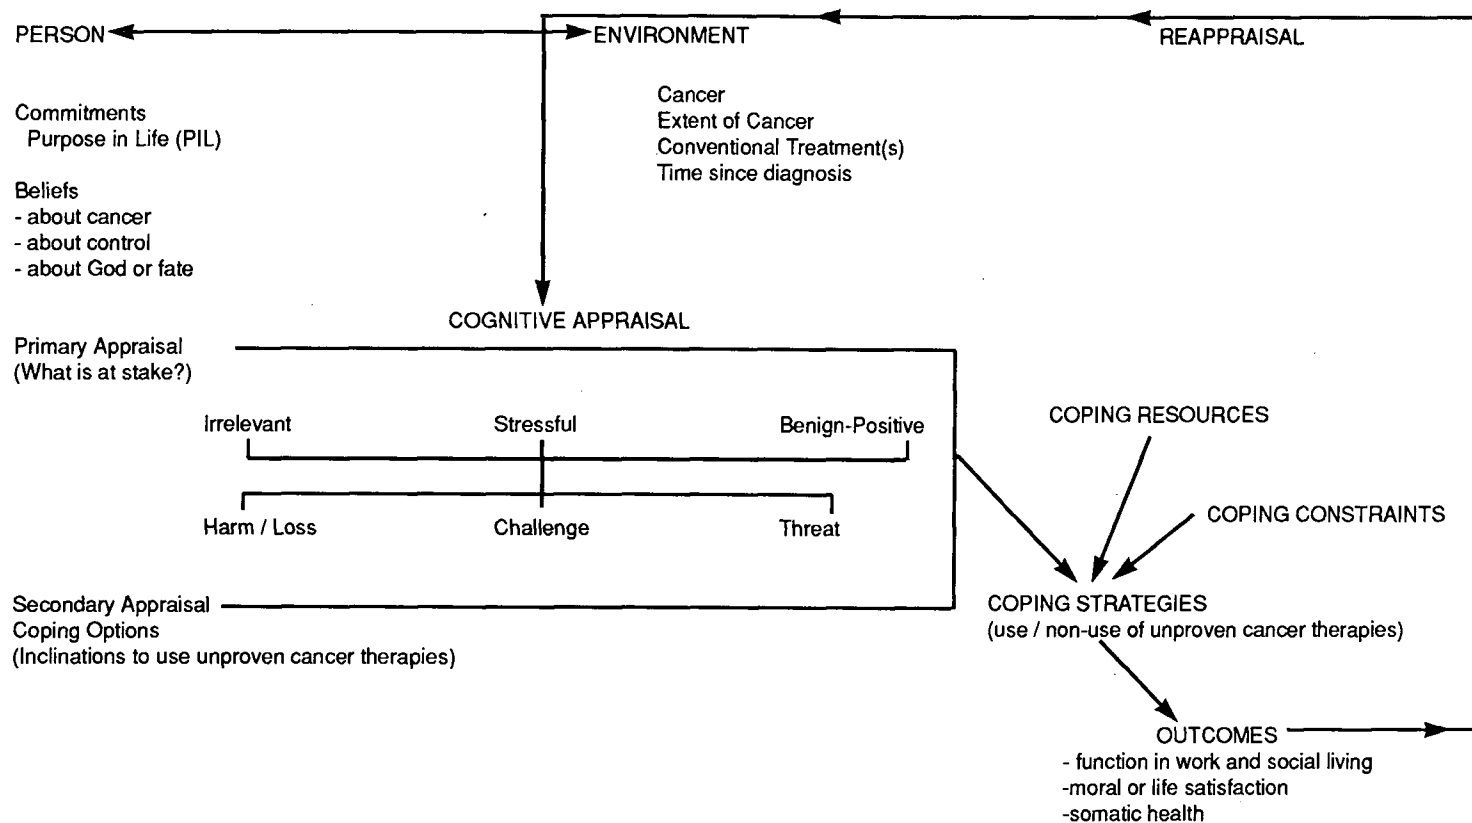 PERSON
ENVIRONMENT
REAPPRAISAL
Commitments
Purpose in Life (PIL)
Beliefs
- about cancer
- about control
- about God or fate
Cancer
Extent of Cancer
Conventional Treatment(s)
Time since diagnosis
COGNITIVE APPRAISAL
Primary Appraisal
(What is at stake?)
Irrelevant
Stressful
Benign-Positive
Harm / Loss
Challenge
Threat
Secondary Appraisal
Coping Options
(Inclinations to use unproven cancer therapies)
COPING RESOURCES
COPING CONSTRAINTS
COPING STRATEGIES
(use / non-use of unproven cancer therapies)
OUTCOMES
- function in work and social living
-moral or life satisfaction
-somatic health